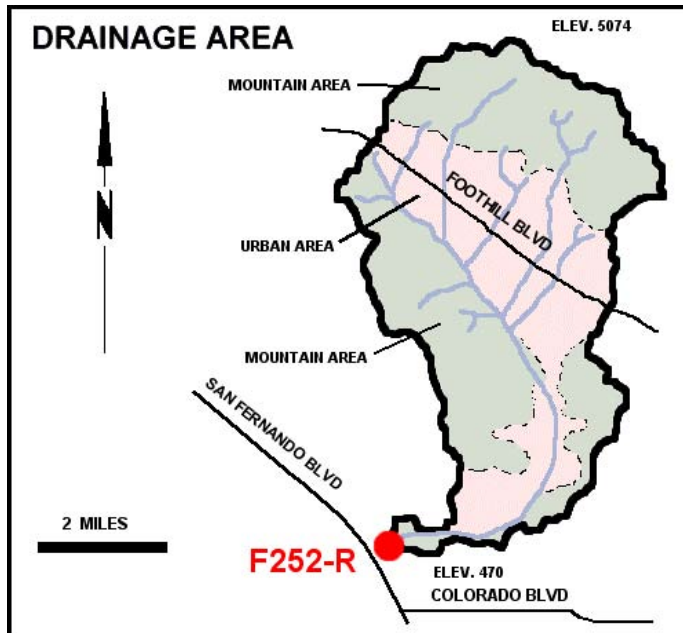 DRAINAGE AREA
ELEV. 5074
MOUNTAIN AREA
FOOTHILL BLVD
N
URBAN AREA
MOUNTAIN AREA
SAN FERNANDO BLVD
2 MILES
F252-R
ELEV. 470
COLORADO BLVD